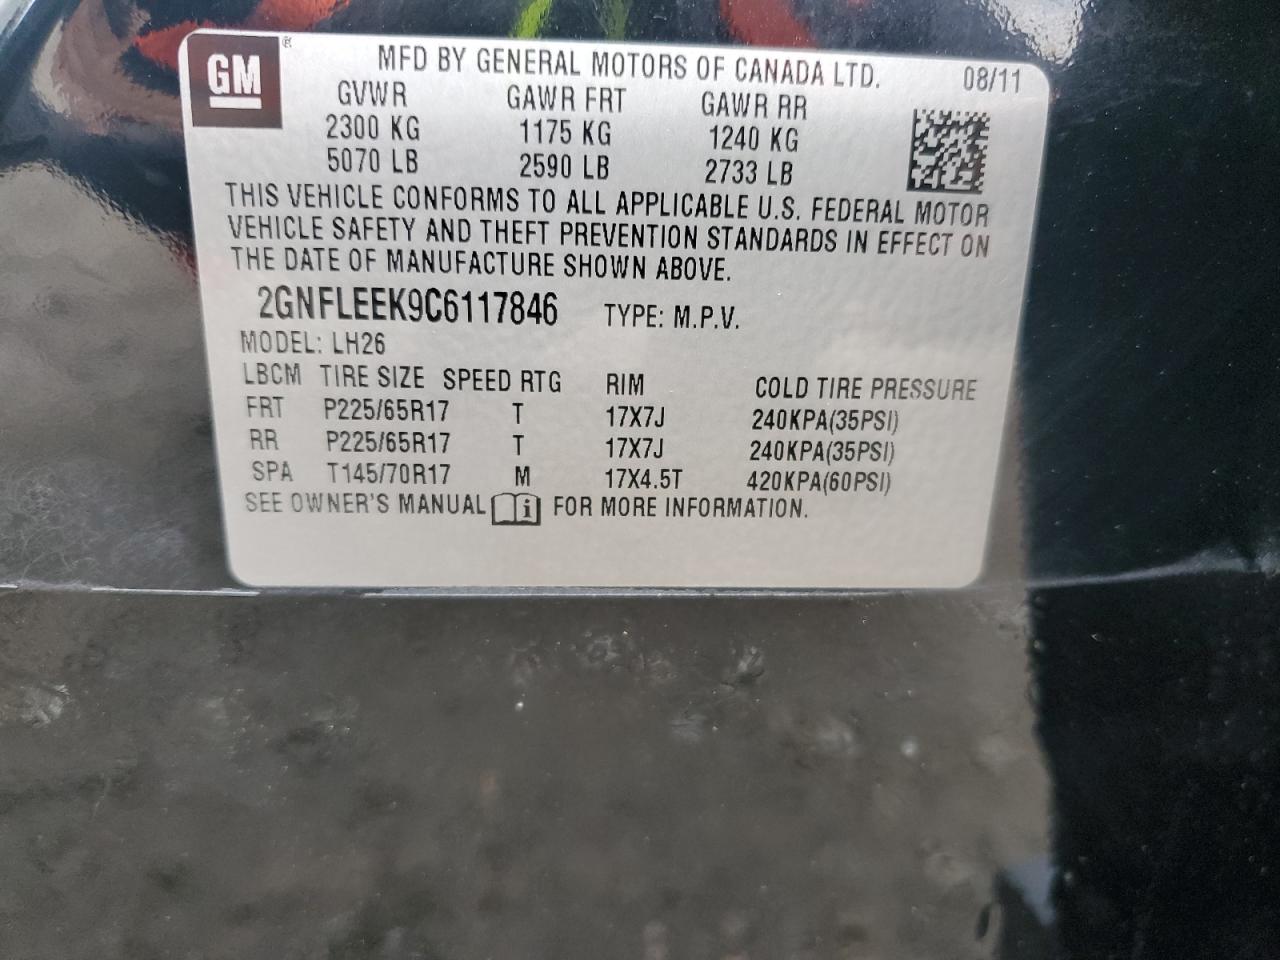 GM ®
MFD BY GENERAL MOTORS OF CANADA LTD. 08/11
GVWR GAWR FRT GAWR RR
2300 KG 1175 KG 1240 KG
5070 LB 2590 LB 2733 LB
THIS VEHICLE CONFORMS TO ALL APPLICABLE U.S. FEDERAL MOTOR
VEHICLE SAFETY AND THEFT PREVENTION STANDARDS IN EFFECT ON
THE DATE OF MANUFACTURE SHOWN ABOVE.
2GNFLEEK9C6117846 TYPE: M.P.V.
MODEL: LH26
LBCM TIRE SIZE SPEED RTG RIM COLD TIRE PRESSURE
FRT P225/65R17 T 17X7J 240KPA(35PSI)
RR P225/65R17 T 17X7J 240KPA(35PSI)
SPA T145/70R17 M 17X4.5T 420KPA(60PSI)
SEE OWNER'S MANUAL i FOR MORE INFORMATION.